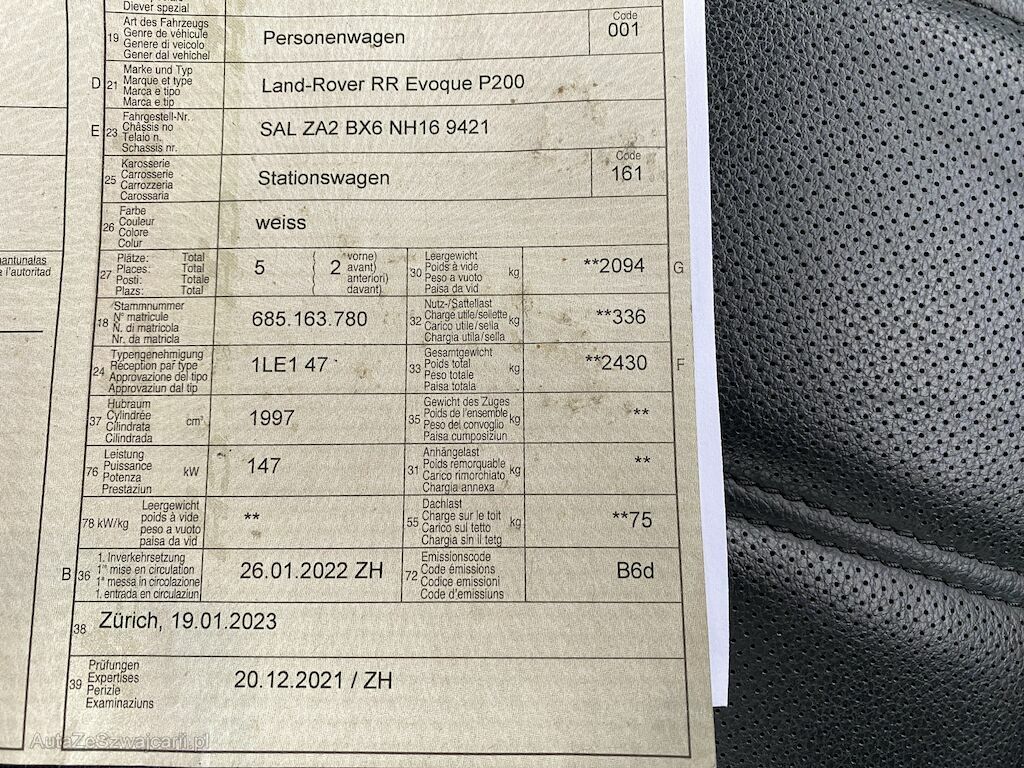 Diever spezial
19 Art des Fahrzeugs
Genre de véhicule
Genere di veicolo
Gener dal vehichel
Personenwagen
Code
001
D 21 Marke und Typ
Marque et type
Marca e tipo
Marca e tip
Land-Rover RR Evoque P200
E 23 Fahrgestell-Nr.
Châssis no
Telaio n.
Schassis nr.
SAL ZA2 BX6 NH16 9421
25 Karosserie
Carrosserie
Carrozzeria
Carossaria
Stationswagen
Code
161
26 Farbe
Couleur
Colore
Colur
weiss
27 Plätze: Total
Places: Total
Posti: Totale
Plazs: Total
5 ( 2 vorne)
avant)
anteriori)
davant)
30 Leergewicht
Poids à vide
Peso a vuoto
Paisa da vid
kg
**2094 G
18 Stammnummer
N° matricule
N. di matricola
Nr. da matricla
685.163.780
32 Nutz-/Sattellast
Charge utile/sellette
Carico utile/sella
Chargia utila/sella
kg
**336
24 Typengenehmigung
Réception par type
Approvazione del tipo
Approvaziun dal tip
1LE1 47
33 Gesamtgewicht
Poids total
Peso totale
Paisa totala
kg
**2430 F
37 Hubraum
Cylindrée
Cilindrata
Cilindrada
cm³
1997
35 Gewicht des Zuges
Poids de l'ensemble
Peso del convoglio
Paisa cumposiziun
kg
**
76 Leistung
Puissance
Potenza
Prestaziun
kW
147
31 Anhängelast
Poids remorquable
Carico rimorchiato
Chargia annexa
kg
**
78 kW/kg Leergewicht
poids à vide
peso a vuoto
paisa da vid
**
55 Dachlast
Charge sur le toit
Carico sul tetto
Chargia sin il tetg
kg
**75
B 36 1. Inverkehrsetzung
1re mise en circulation
1a messa in circolazione
1. entrada en circulaziun
26.01.2022 ZH
72 Emissionscode
Code émissions
Codice emissioni
Code d'emissiuns
B6d
38 Zürich, 19.01.2023
39 Prüfungen
Expertises
Perizie
Examinaziuns
20.12.2021 / ZH
l'autoritad
AutaZeSzwajcarii.pl